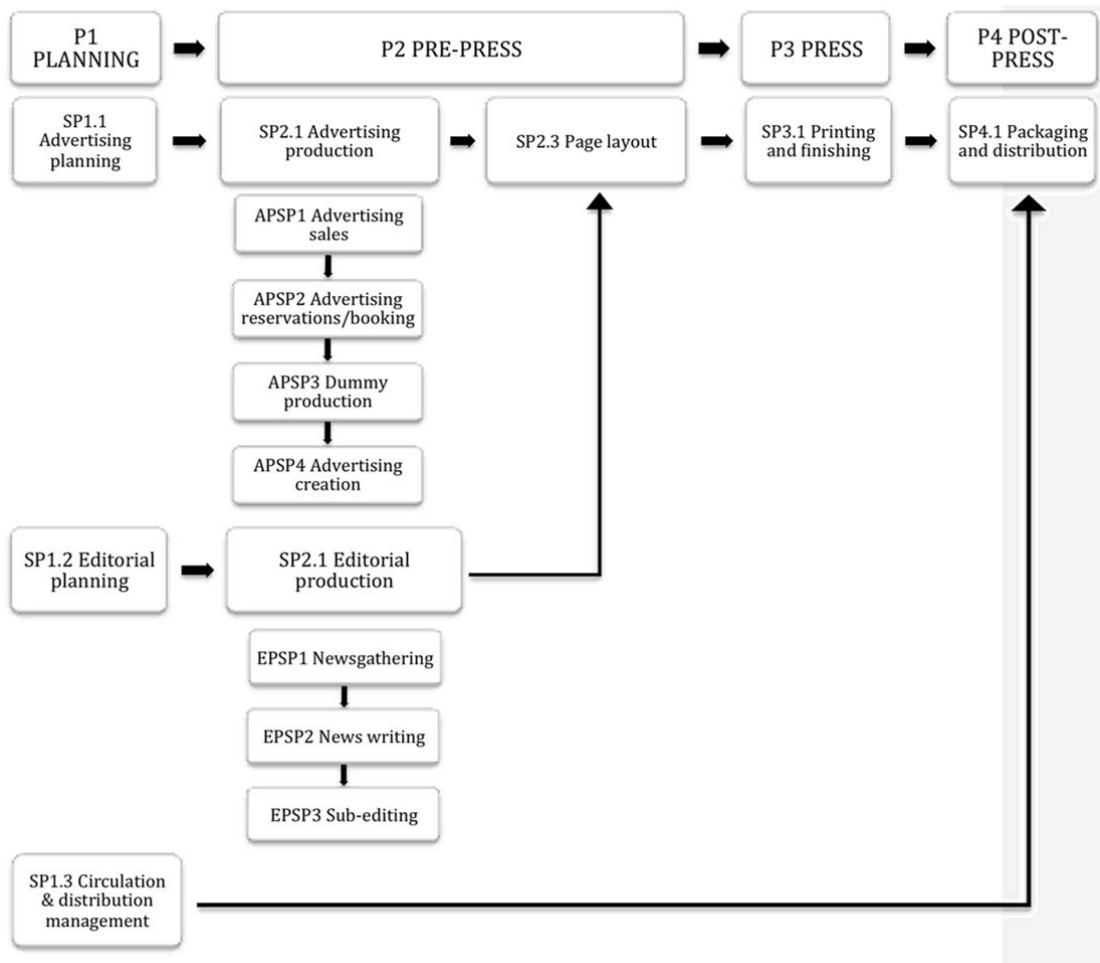 P1
PLANNING
P2 PRE-PRESS
P3 PRESS
P4 POST-
PRESS
SP1.1
Advertising
planning
SP2.1 Advertising
production
SP2.3 Page layout
SP3.1 Printing
and finishing
SP4.1 Packaging
and distribution
APSP1 Advertising
sales
APSP2 Advertising
reservations/booking
APSP3 Dummy
production
APSP4 Advertising
creation
SP1.2 Editorial
planning
SP2.1 Editorial
production
EPSP1 Newsgathering
EPSP2 News writing
EPSP3 Sub-editing
SP1.3 Circulation
& distribution
management